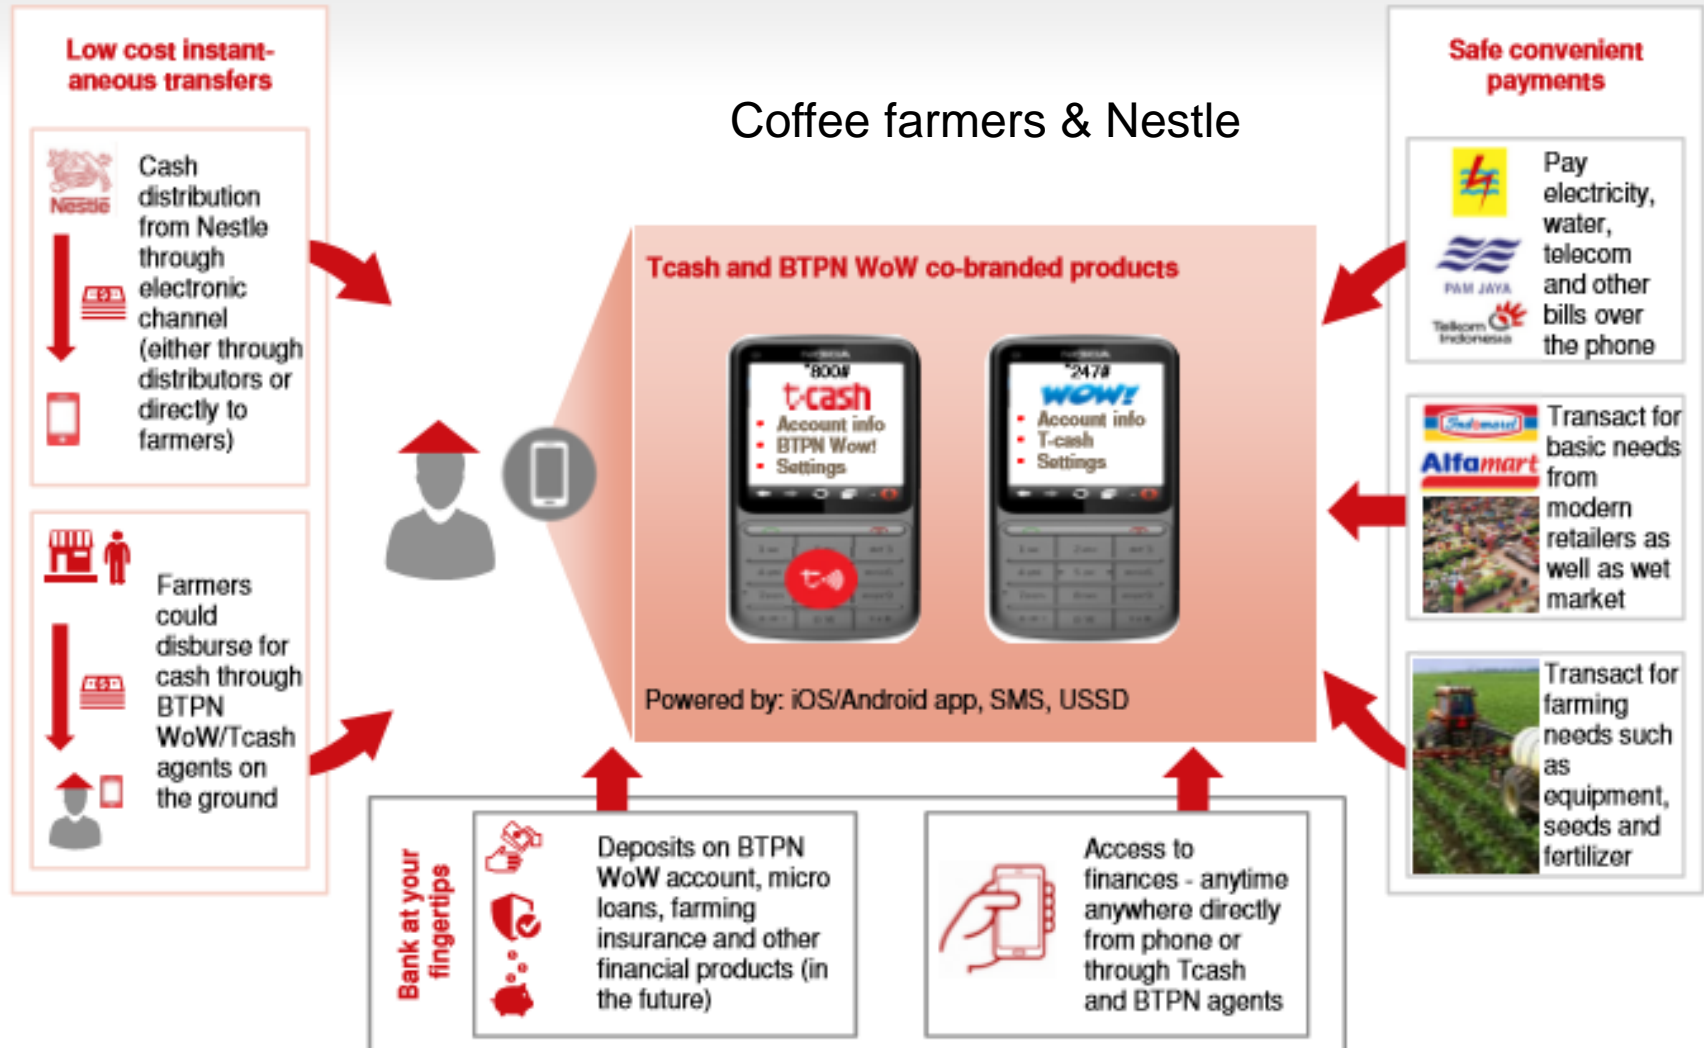 Low cost instant-
aneous transfers
Nestle
Cash
distribution
from Nestle
through
electronic
channel
(either through
distributors or
directly to
farmers)
Farmers
could
disburse for
cash through
BTPN
WoW/Tcash
agents on
the ground
Coffee farmers & Nestle
Tcash and BTPN WoW co-branded products
NOKIA
*800#
t-cash
Account info
BTPN Wow!
Settings
NOKIA
*247#
WOW!
Account info
T-cash
Settings
Powered by: iOS/Android app, SMS, USSD
Bank at your
fingertips
Deposits on BTPN
WoW account, micro
loans, farming
insurance and other
financial products (in
the future)
Access to
finances - anytime
anywhere directly
from phone or
through Tcash
and BTPN agents
Safe convenient
payments
PAM JAYA
Telkom
Indonesia
Pay
electricity,
water,
telecom
and other
bills over
the phone
Indomaret
Alfamart
Transact for
basic needs
from
modern
retailers as
well as wet
market
Transact for
farming
needs such
as
equipment,
seeds and
fertilizer